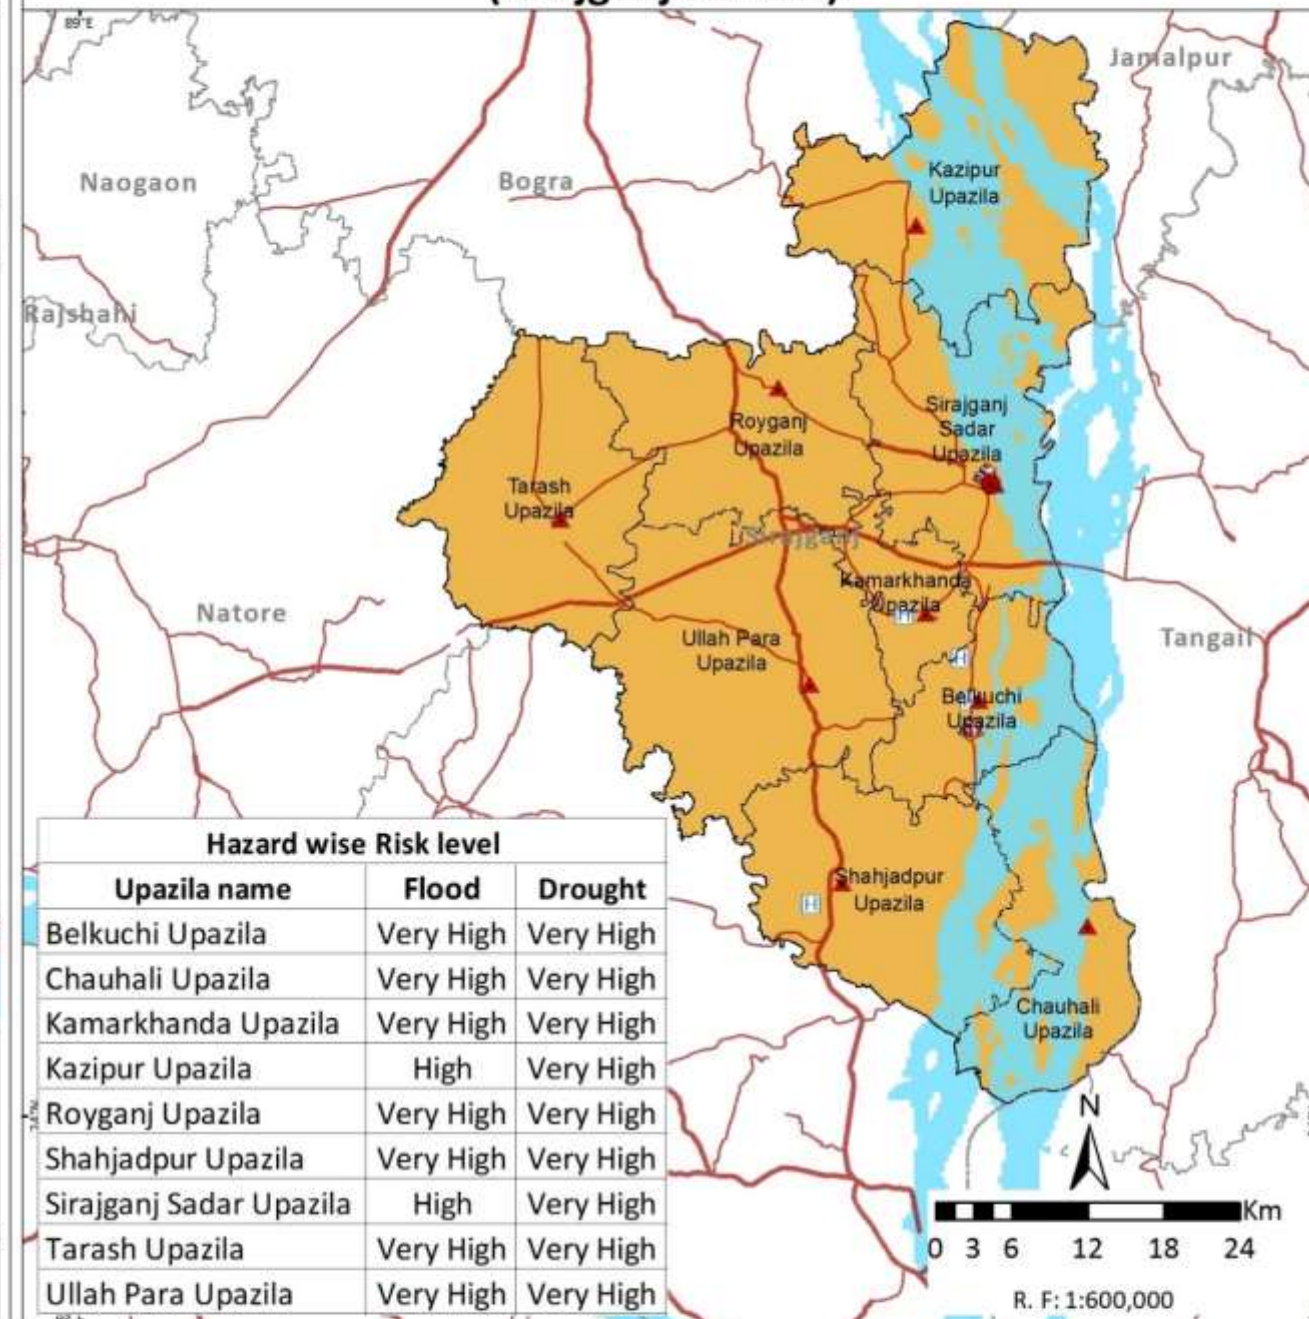 89°E
Jamalpur
Naogaon
Bogra
Kazipur
Upazila
Rajshahi
Sirajganj
Sadar
Upazila
Royganj
Upazila
Tarash
Upazila
Sirajganj
Kamarkhanda
Upazila
H
Natore
Ullah Para
Upazila
Tangail
H
Belkuchi
Upazila
Hazard wise Risk level
Upazila name Flood Drought
Belkuchi Upazila Very High Very High
Chauhali Upazila Very High Very High
Kamarkhanda Upazila Very High Very High
Kazipur Upazila High Very High
Royganj Upazila Very High Very High
Shahjadpur Upazila Very High Very High
Sirajganj Sadar Upazila High Very High
Tarash Upazila Very High Very High
Ullah Para Upazila Very High Very High
Shahjadpur
Upazila
H
Chauhali
Upazila
N
Km
0 3 6 12 18 24
R. F: 1:600,000